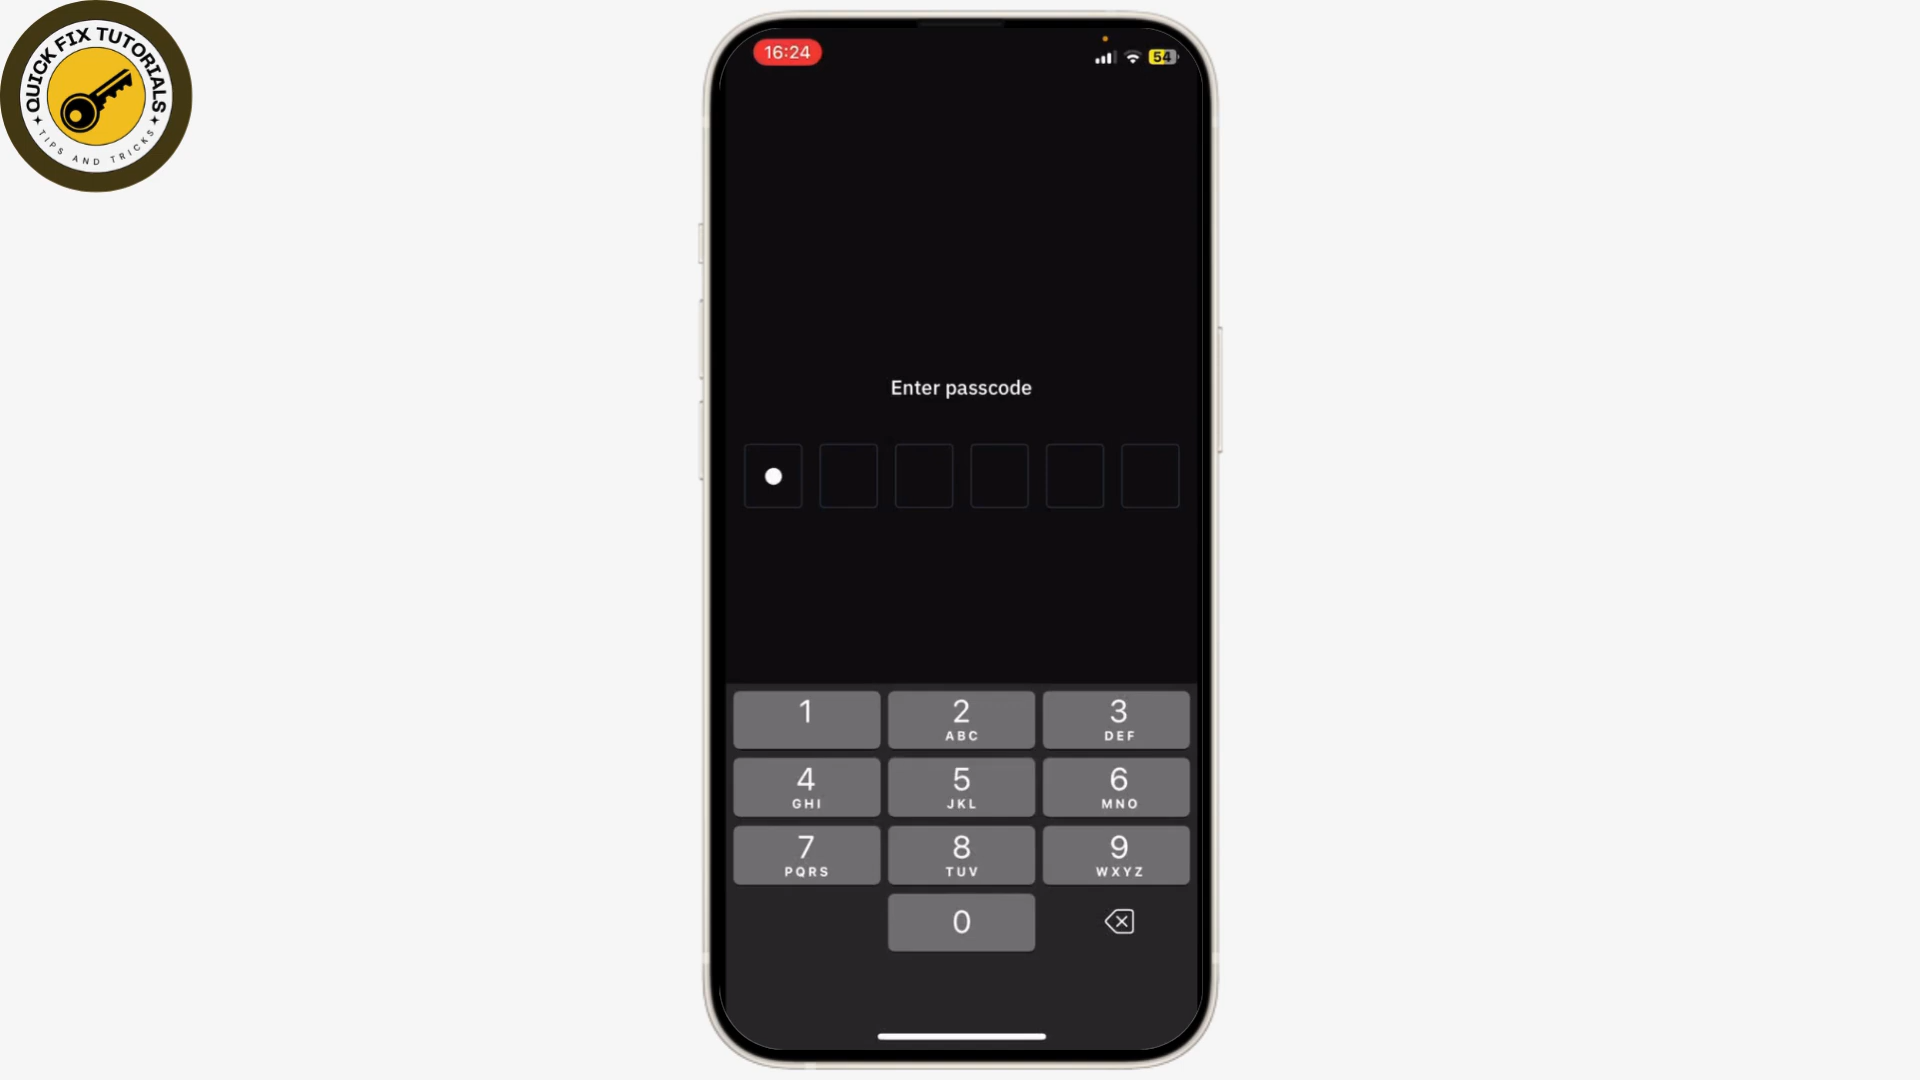 QUICK FIX TUTORIALS
TIPS AND TRICKS
16:24
54
Enter passcode
1
2
ABC
3
DEF
4
GHI
5
JKL
6
MNO
7
PQRS
8
TUV
9
WXYZ
0